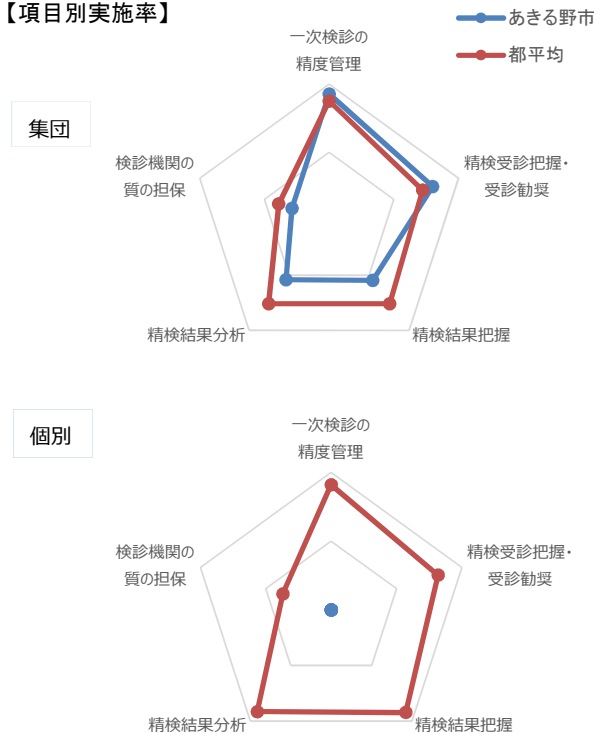 【項目別実施率】
あきる野市
都平均
集団
一次検診の
精度管理
検診機関の
質の担保
精検受診把握・
受診勧奨
精検結果分析
精検結果把握
個別
一次検診の
精度管理
検診機関の
質の担保
精検受診把握・
受診勧奨
精検結果分析
精検結果把握